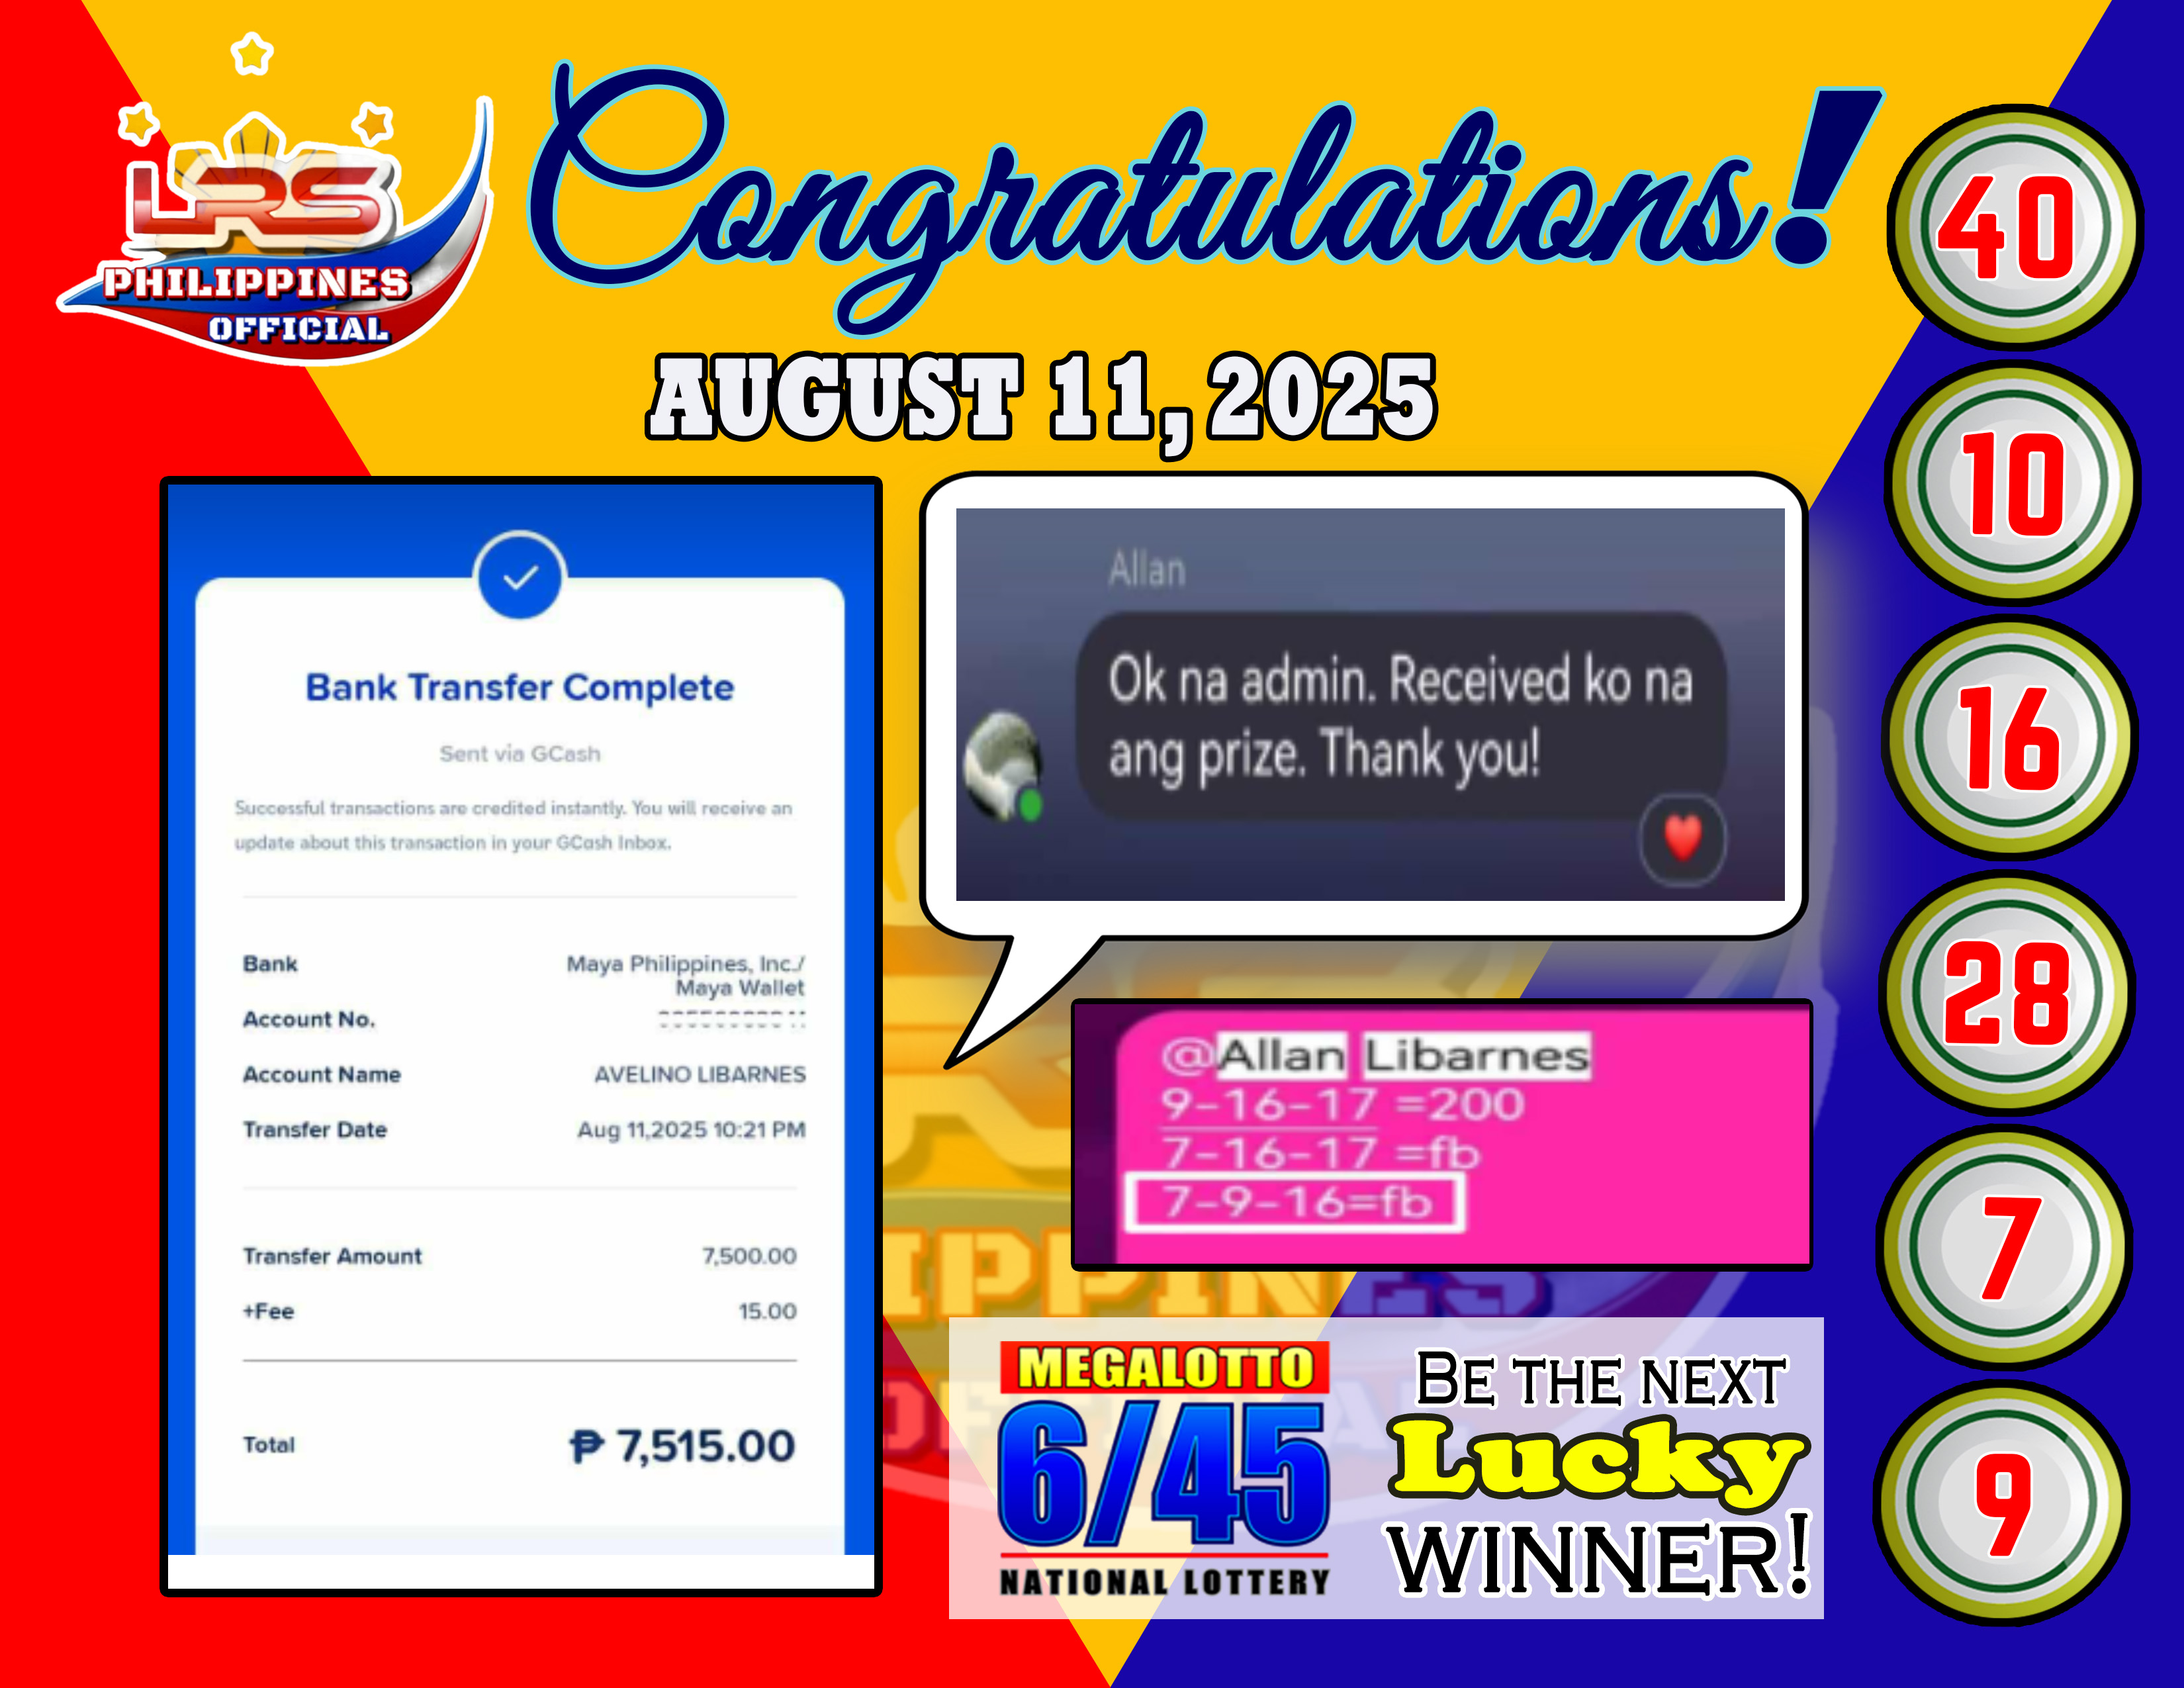 LRS
PHILIPPINES
OFFICIAL
Congratulations!
AUGUST 11, 2025
Bank Transfer Complete
Sent via GCash
Successful transactions are credited instantly. You will receive an
update about this transaction in your GCash Inbox.
Bank Maya Philippines, Inc./
Maya Wallet
Account No.
Account Name AVELINO LIBARNES
Transfer Date Aug 11,2025 10:21 PM
Transfer Amount 7,500.00
+Fee 15.00
Total ₱ 7,515.00
Allan
Ok na admin. Received ko na
ang prize. Thank you!
@Allan Libarnes
9-16-17 =200
7-16-17 =fb
7-9-16=fb
MEGALOTTO
6/45
NATIONAL LOTTERY
BE THE NEXT
Lucky
WINNER!
40
10
16
28
7
9